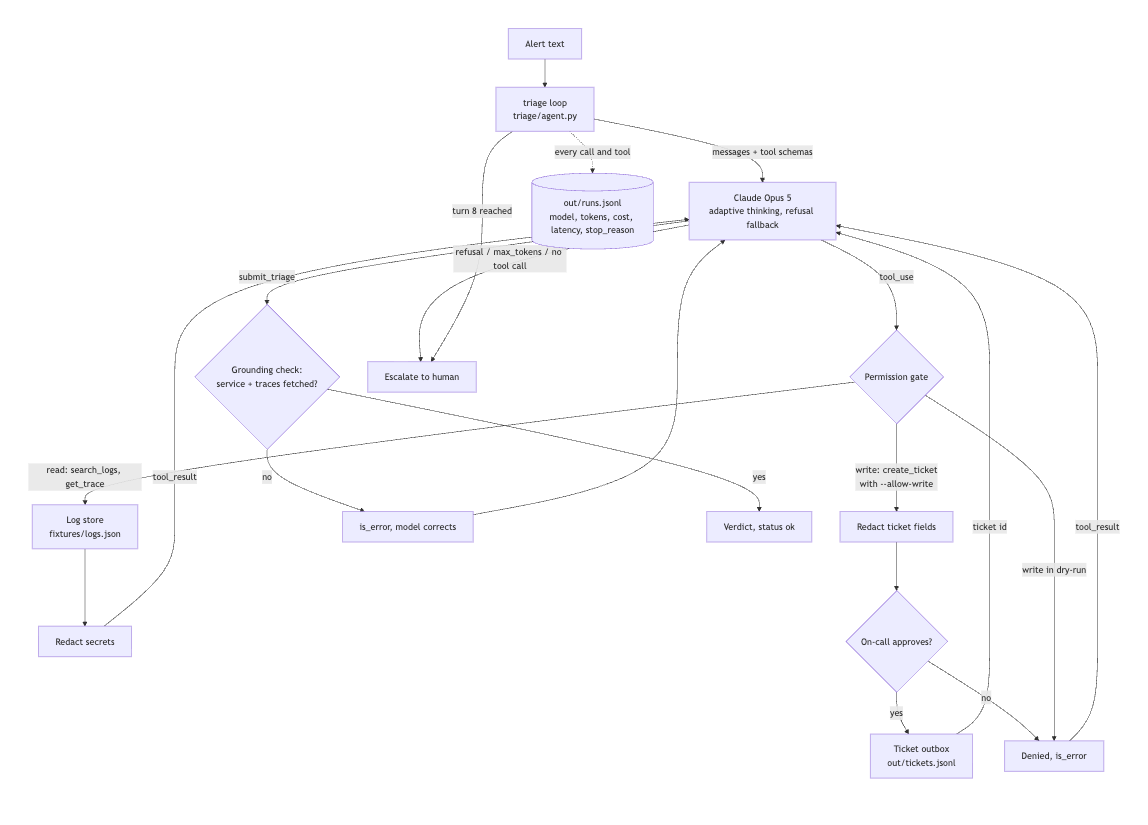 Alert text
triage loop
triage/agent.py
every call and tool
messages + tool schemas
out/runs.jsonl
model, tokens, cost,
latency, stop_reason
Claude Opus 5
adaptive thinking, refusal
fallback
turn 8 reached
refusal / max_tokens / no
tool call
submit_triage
tool_use
Grounding check:
service + traces fetched?
Escalate to human
Permission gate
read: search_logs,
get_trace
tool_result
no
yes
write: create_ticket
with --allow-write
Log store
fixtures/logs.json
is_error, model corrects
Verdict, status ok
Redact ticket fields
ticket id
tool_result
write in dry-run
Redact secrets
On-call approves?
no
yes
Ticket outbox
out/tickets.jsonl
Denied, is_error